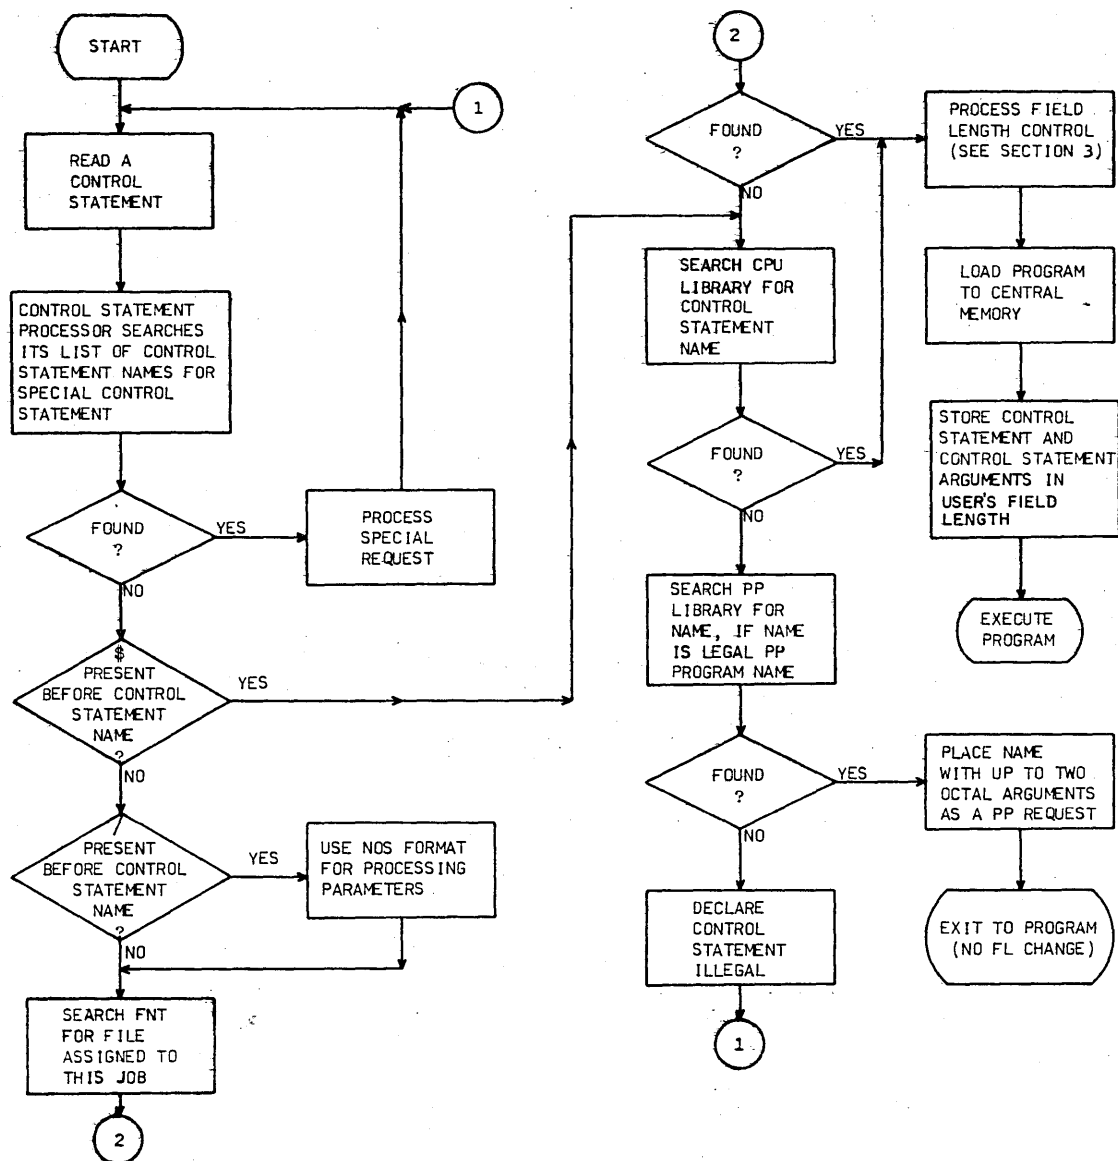 START
1
READ A
CONTROL
STATEMENT
CONTROL STATEMENT
PROCESSOR SEARCHES
ITS LIST OF CONTROL
STATEMENT NAMES FOR
SPECIAL CONTROL
STATEMENT
FOUND
?
YES
PROCESS
SPECIAL
REQUEST
NO
$
PRESENT
BEFORE CONTROL
STATEMENT
NAME
?
YES
NO
/
PRESENT
BEFORE CONTROL
STATEMENT
NAME
?
YES
USE NOS FORMAT
FOR PROCESSING
PARAMETERS
NO
SEARCH FNT
FOR FILE
ASSIGNED TO
THIS JOB
2
2
FOUND
?
YES
PROCESS FIELD
LENGTH CONTROL
(SEE SECTION 3)
NO
SEARCH CPU
LIBRARY FOR
CONTROL
STATEMENT
NAME
LOAD PROGRAM
TO CENTRAL
MEMORY
FOUND
?
YES
STORE CONTROL
STATEMENT AND
CONTROL STATEMENT
ARGUMENTS IN
USER'S FIELD
LENGTH
NO
SEARCH PP
LIBRARY FOR
NAME, IF NAME
IS LEGAL PP
PROGRAM NAME
EXECUTE
PROGRAM
FOUND
?
YES
PLACE NAME
WITH UP TO TWO
OCTAL ARGUMENTS
AS A PP REQUEST
NO
DECLARE
CONTROL
STATEMENT
ILLEGAL
EXIT TO PROGRAM
(NO FL CHANGE)
1